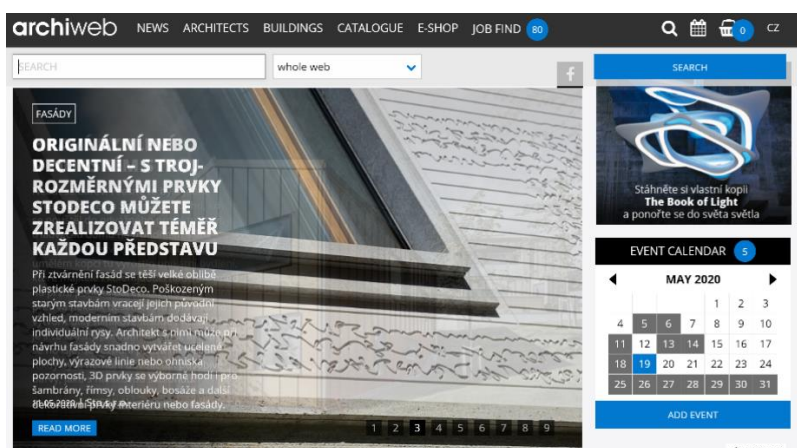 archiweb NEWS ARCHITECTS BUILDINGS CATALOGUE E-SHOP JOB FIND 80 0 CZ
SEARCH whole web SEARCH
FASÁDY
ORIGINÁLNÍ NEBO
DECENTNÍ – S TROJ-
ROZMĚRNÝMI PRVKY
STODECO MŮŽETE
ZREALIZOVAT TÉMĚŘ
KAŽDOU PŘEDSTAVU
Při ztvárnění fasád se těší velké oblibě
plastické prvky StoDeco. Poškozeným
starým stavbám vracejí jejich původní
vzhled, moderním stavbám dodávají
individuální rysy. Architekt s nimi může při
návrhu fasády snadno vytvářet ucelené
plochy, výrazové linie nebo ohniska
pozornosti, 3D prvky se výborně hodí i pro
šambrány, římsy, oblouky, bosáže a další
dekorativní prvky interiéru nebo fasády.
READ MORE
1 2 3 4 5 6 7 8 9
Stáhněte si vlastní kopii
The Book of Light
a ponořte se do světa světla
EVENT CALENDAR 5
MAY 2020
1 2 3
4 5 6 7 8 9 10
11 12 13 14 15 16 17
18 19 20 21 22 23 24
25 26 27 28 29 30 31
ADD EVENT